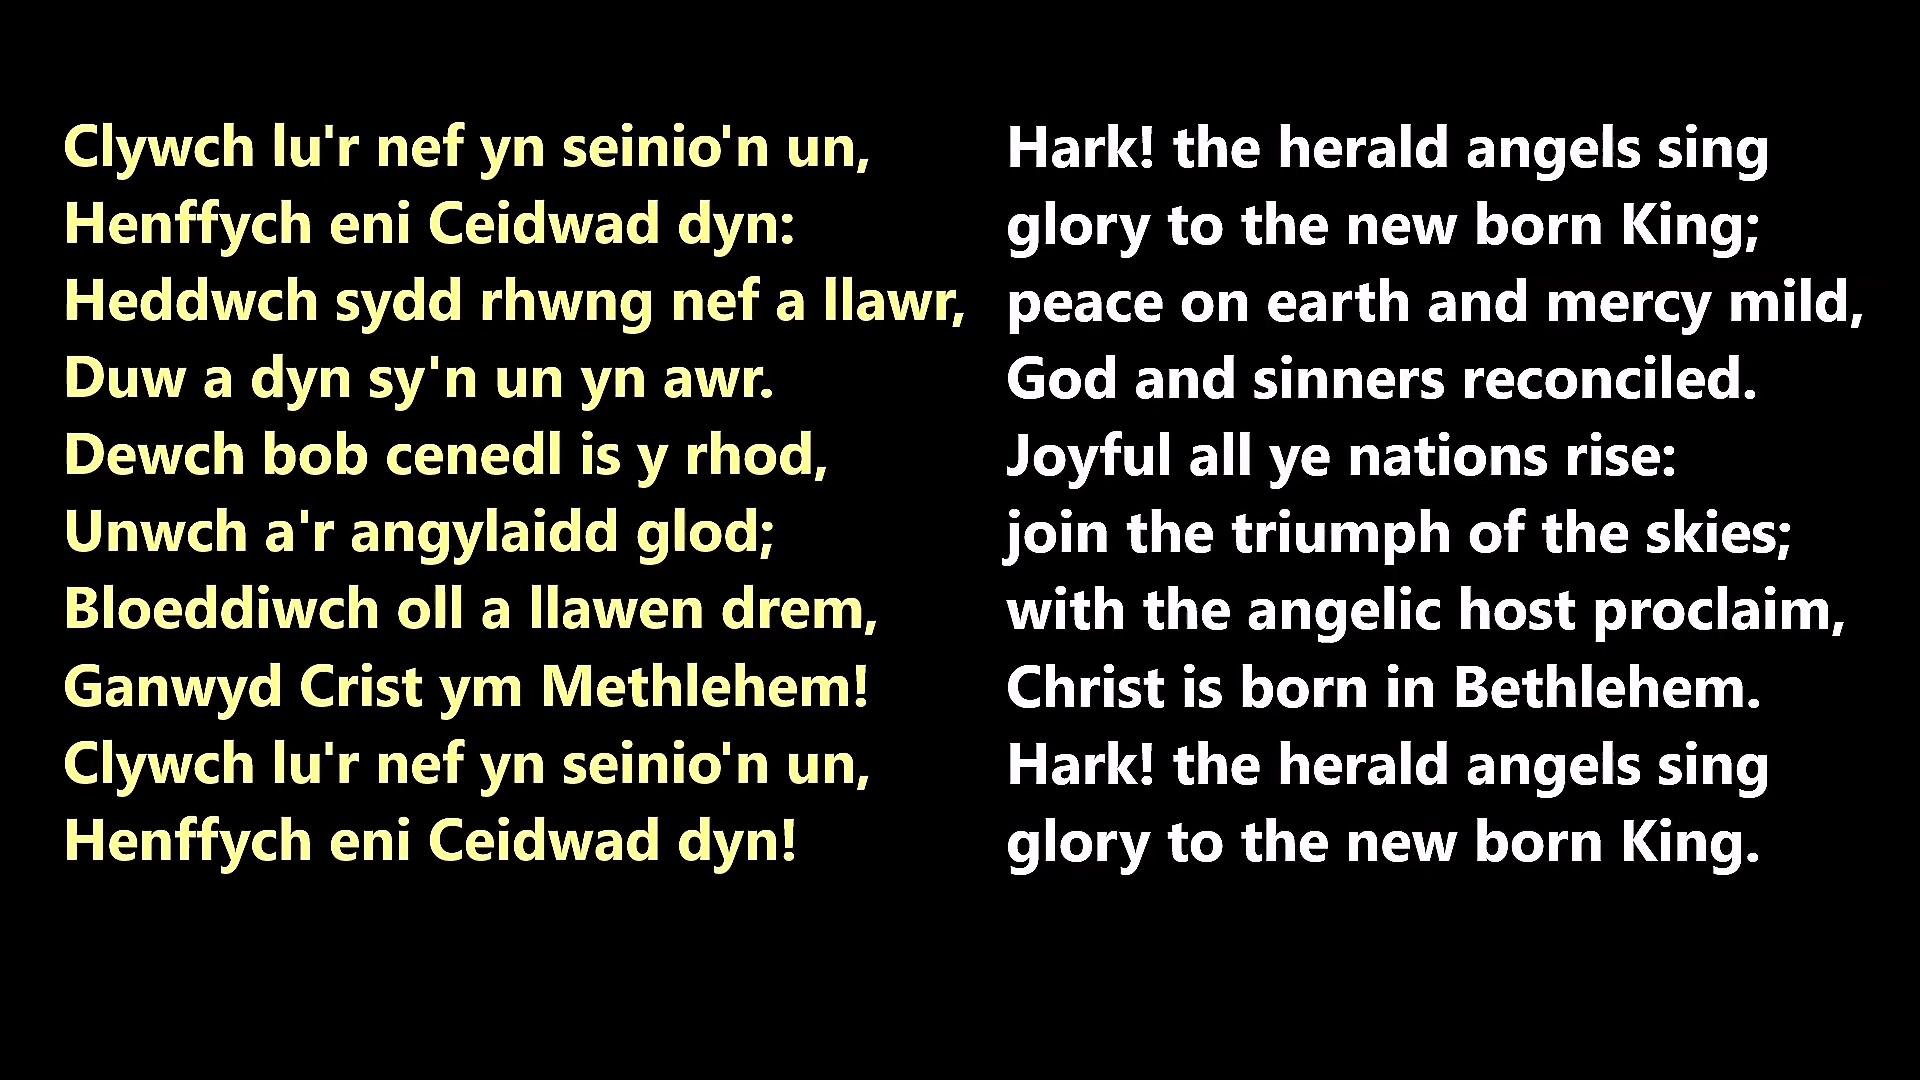 Clywch lu'r nef yn seinio'n un,
Henffych eni Ceidwad dyn:
Heddwch sydd rhwng nef a llawr,
Duw a dyn sy'n un yn awr.
Dewch bob cenedl is y rhod,
Unwch a'r angylaidd glod;
Bloeddiwch oll a llawen drem,
Ganwyd Crist ym Methlehem!
Clywch lu'r nef yn seinio'n un,
Henffych eni Ceidwad dyn!
Hark! the herald angels sing
glory to the new born King;
peace on earth and mercy mild,
God and sinners reconciled.
Joyful all ye nations rise:
join the triumph of the skies;
with the angelic host proclaim,
Christ is born in Bethlehem.
Hark! the herald angels sing
glory to the new born King.